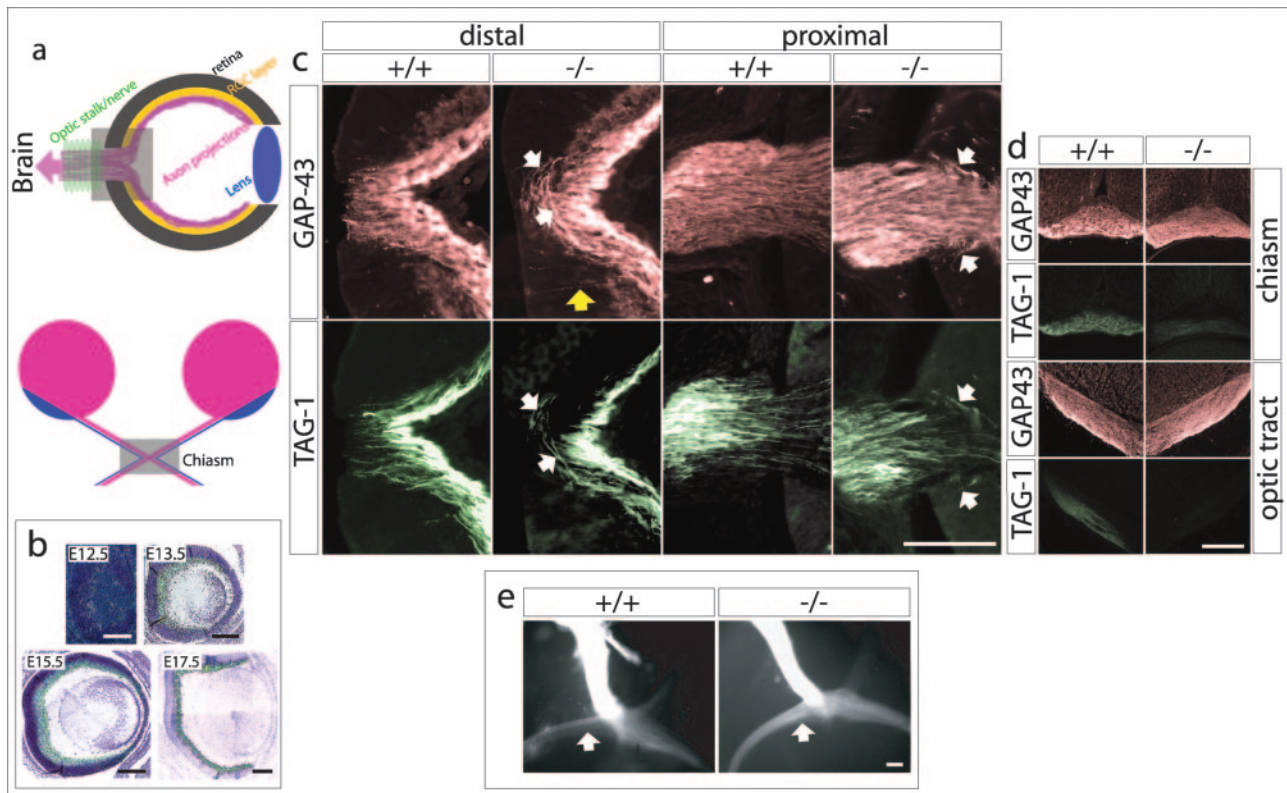 a
retina
RGC layer
Optic stalk/nerve
Axon projections
Brain
Lens
Chiasm
b
E12.5
E13.5
E15.5
E17.5
distal
proximal
c
+/+
-/-
+/+
-/-
GAP-43
TAG-1
d
+/+
-/-
GAP43
TAG-1
chiasm
GAP43
TAG-1
optic tract
e
+/+
-/-